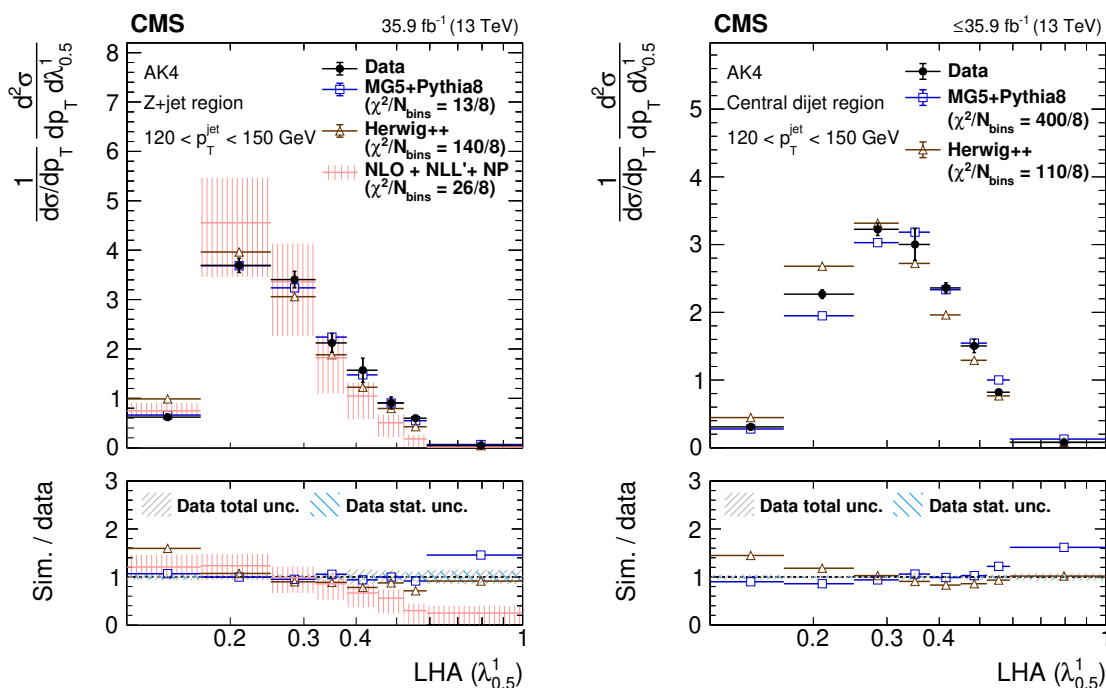 CMS
35.9 fb⁻¹ (13 TeV)
1/(dσ/dp_T) d²σ/(dp_T dλ¹_0.5)
8
7
6
5
4
3
2
1
0
AK4
Z+jet region
120 < p_T^jet < 150 GeV
Data
MG5+Pythia8
(χ²/N_bins = 13/8)
Herwig++
(χ²/N_bins = 140/8)
NLO + NLL'+ NP
(χ²/N_bins = 26/8)
Sim. / data
3
2
1
0
Data total unc.
Data stat. unc.
0.2 0.3 0.4 1
LHA (λ¹_0.5)
CMS
≤35.9 fb⁻¹ (13 TeV)
1/(dσ/dp_T) d²σ/(dp_T dλ¹_0.5)
5
4
3
2
1
0
AK4
Central dijet region
120 < p_T^jet < 150 GeV
Data
MG5+Pythia8
(χ²/N_bins = 400/8)
Herwig++
(χ²/N_bins = 110/8)
Sim. / data
3
2
1
0
Data total unc.
Data stat. unc.
0.2 0.3 0.4 1
LHA (λ¹_0.5)